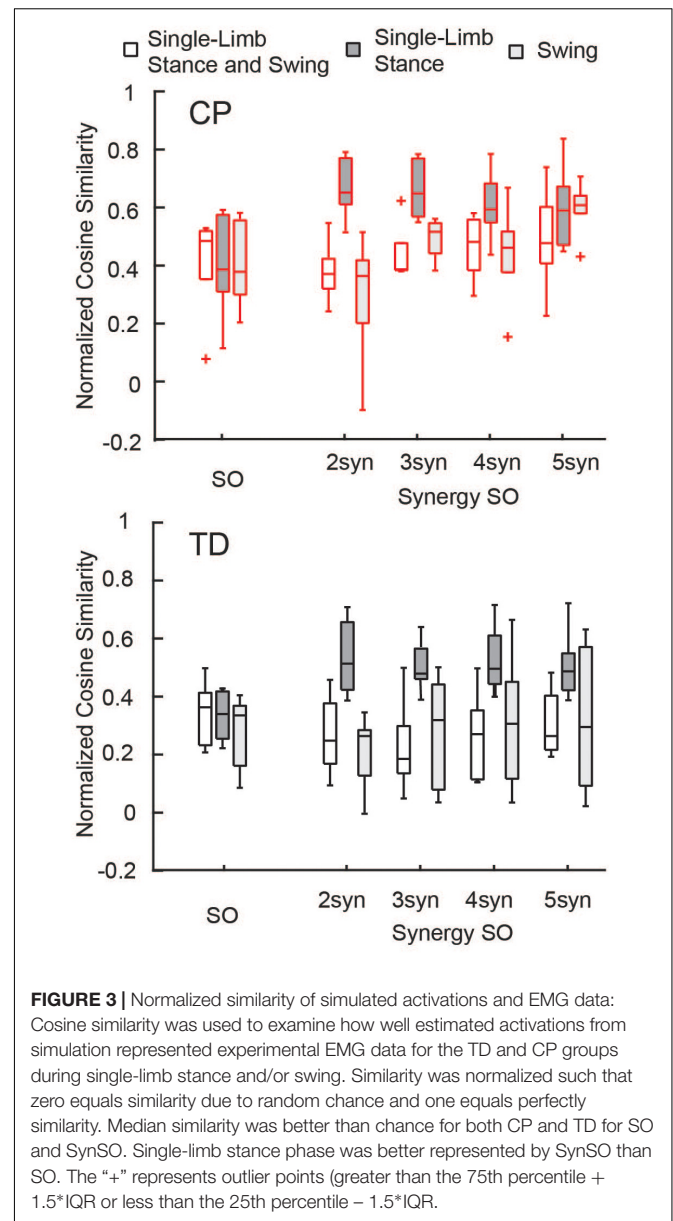 Single-Limb Stance and Swing
Single-Limb Stance
Swing
CP
Normalized Cosine Similarity
1
0.8
0.6
0.4
0.2
0
-0.2
SO
2syn 3syn 4syn 5syn
Synergy SO
TD
Normalized Cosine Similarity
1
0.8
0.6
0.4
0.2
0
-0.2
SO
2syn 3syn 4syn 5syn
Synergy SO
FIGURE 3 | Normalized similarity of simulated activations and EMG data:
Cosine similarity was used to examine how well estimated activations from
simulation represented experimental EMG data for the TD and CP groups
during single-limb stance and/or swing. Similarity was normalized such that
zero equals similarity due to random chance and one equals perfectly
similarity. Median similarity was better than chance for both CP and TD for SO
and SynSO. Single-limb stance phase was better represented by SynSO than
SO. The “+” represents outlier points (greater than the 75th percentile +
1.5*IQR or less than the 25th percentile – 1.5*IQR.